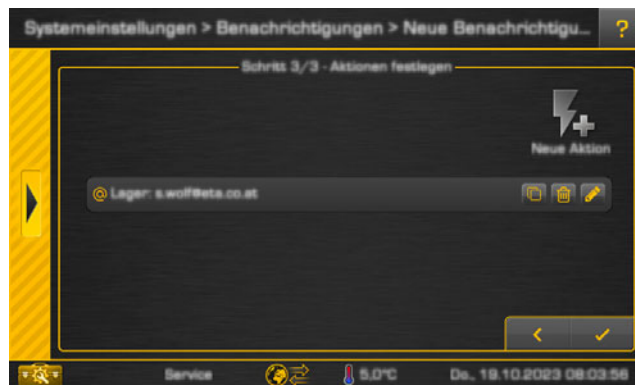 Systemeinstellungen > Benachrichtigungen > Neue Benachrichtigu... ?
Schritt 3/3 - Aktionen festlegen
Neue Aktion
@ Lager: s.wolf@eta.co.at
Service 5,0°C Do., 19.10.2023 08:03:56